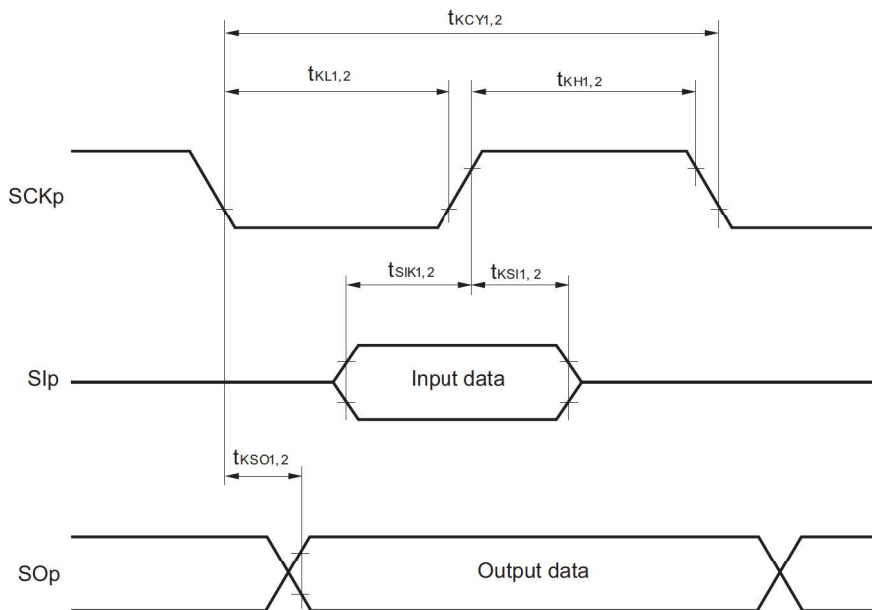 tKCY1,2
tKL1,2
tKH1,2
SCKp
tSIK1,2
tKSI1,2
SIp
Input data
tKSO1,2
SOp
Output data